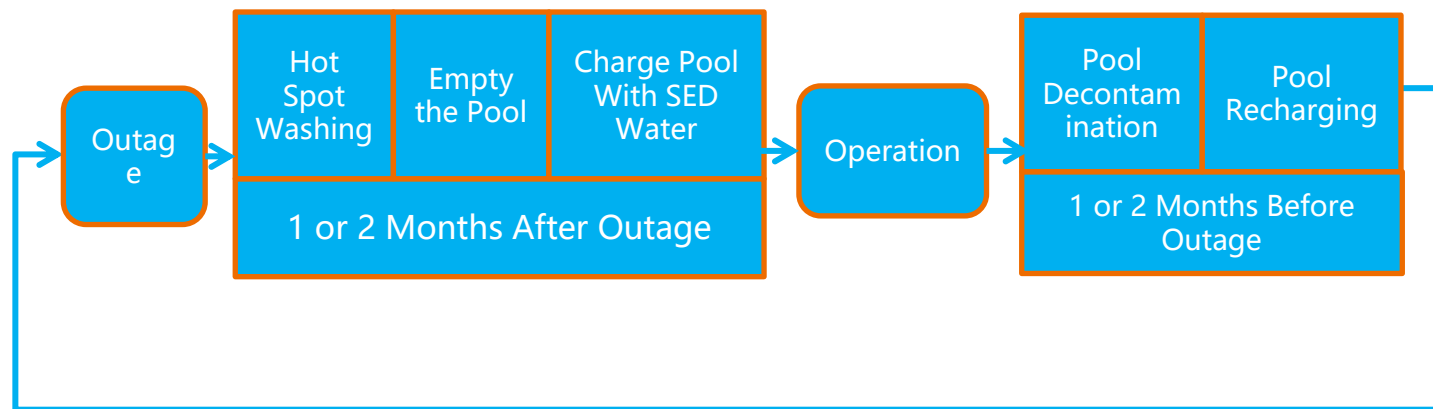 Outag
e
Hot
Spot
Washing
Empty
the Pool
Charge Pool
With SED
Water
1 or 2 Months After Outage
Operation
Pool
Decontam
ination
Pool
Recharging
1 or 2 Months Before
Outage